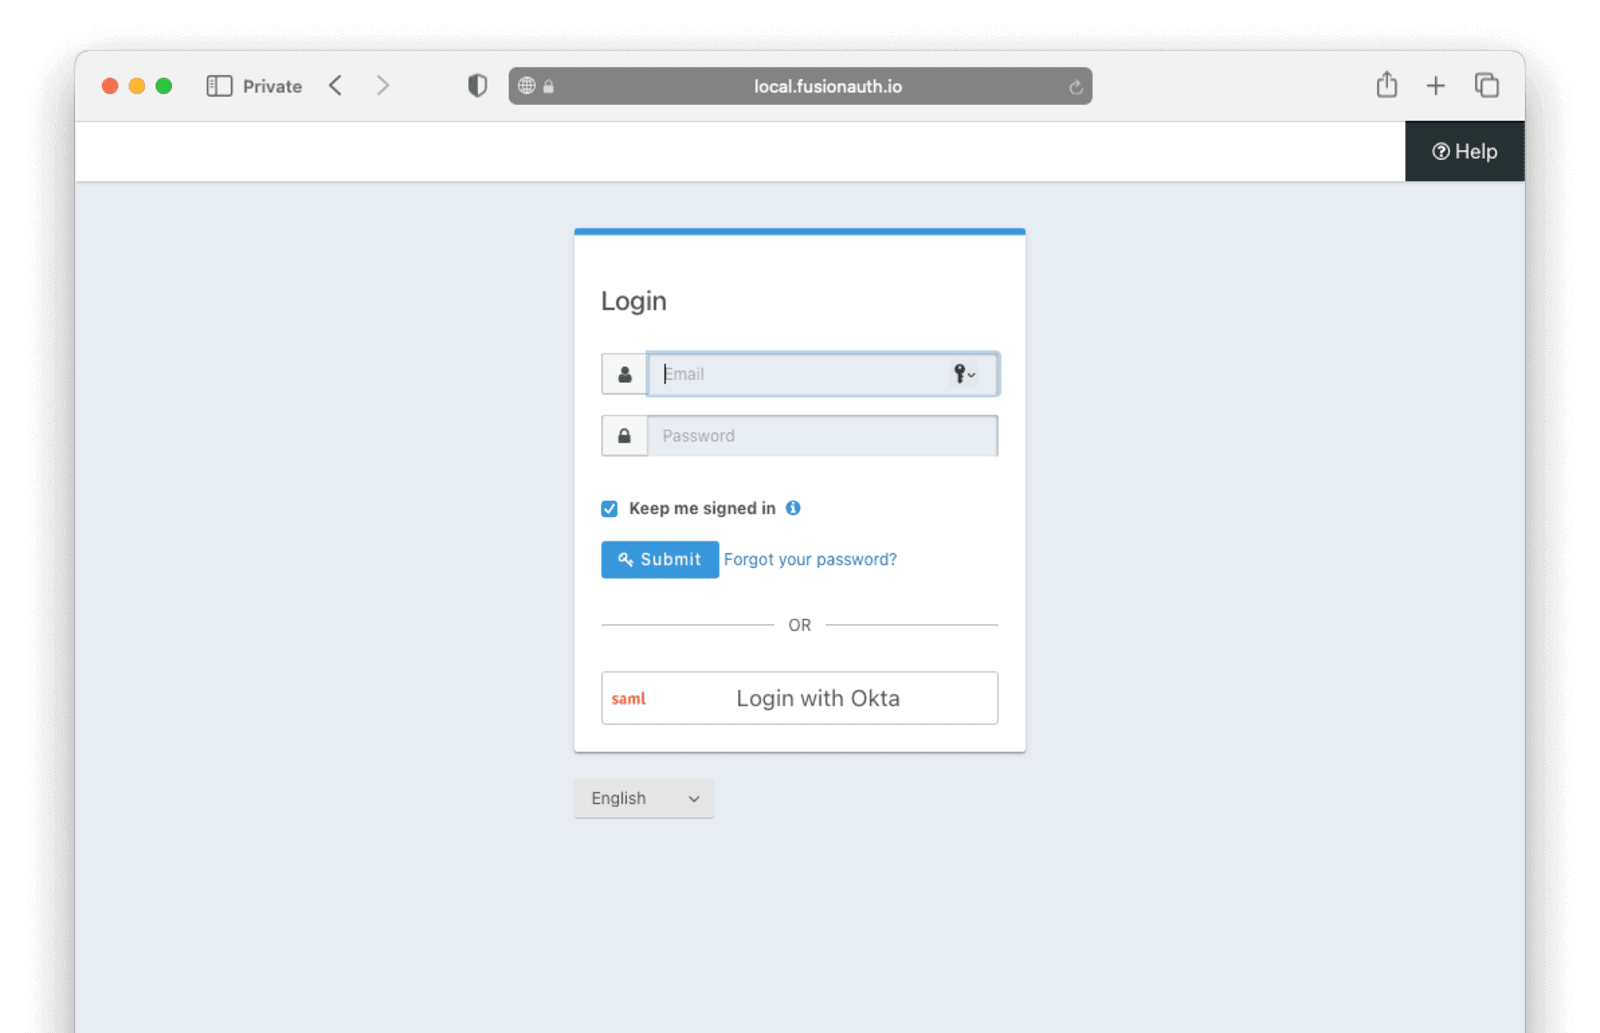 Private
local.fusionauth.io
Help
Login
Email
Password
Keep me signed in
Submit Forgot your password?
OR
saml Login with Okta
English